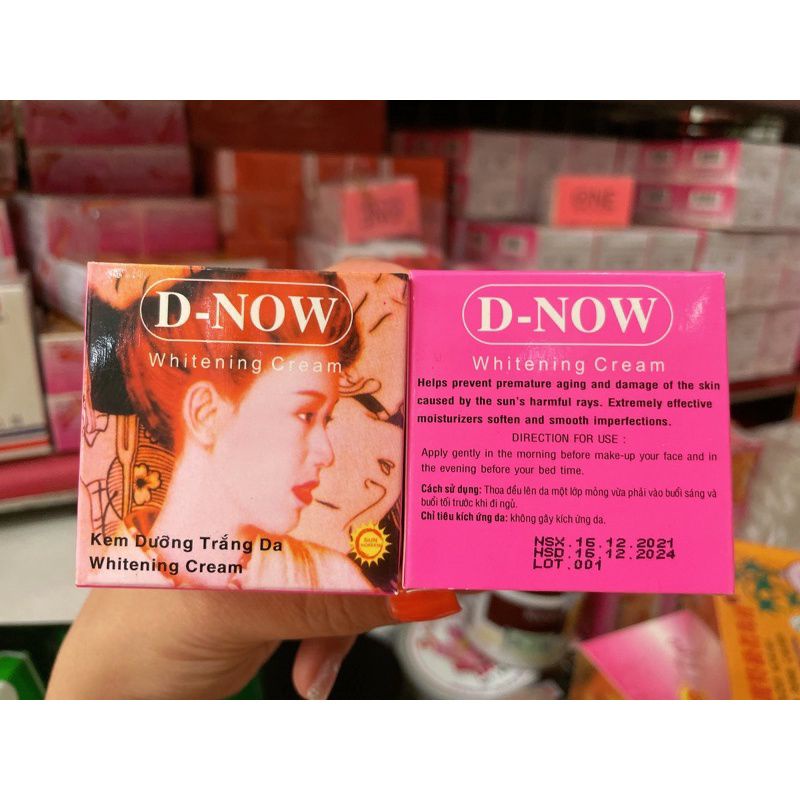 D-NOW
Whitening Cream
Kem Dưỡng Trắng Da
Whitening Cream
D-NOW
Whitening Cream
Helps prevent premature aging and damage of the skin
caused by the sun's harmful rays. Extremely effective
moisturizers soften and smooth imperfections.
DIRECTION FOR USE :
Apply gently in the morning before make-up your face and in
the evening before your bed time.
Cách sử dụng: Thoa đều lên da một lớp mỏng vừa phải vào buổi sáng và
buổi tối trước khi đi ngủ.
Chỉ tiêu kích ứng da: không gây kích ứng da.
NSX.16.12.2021
HSD.16.12.2024
LOT.001
ONE